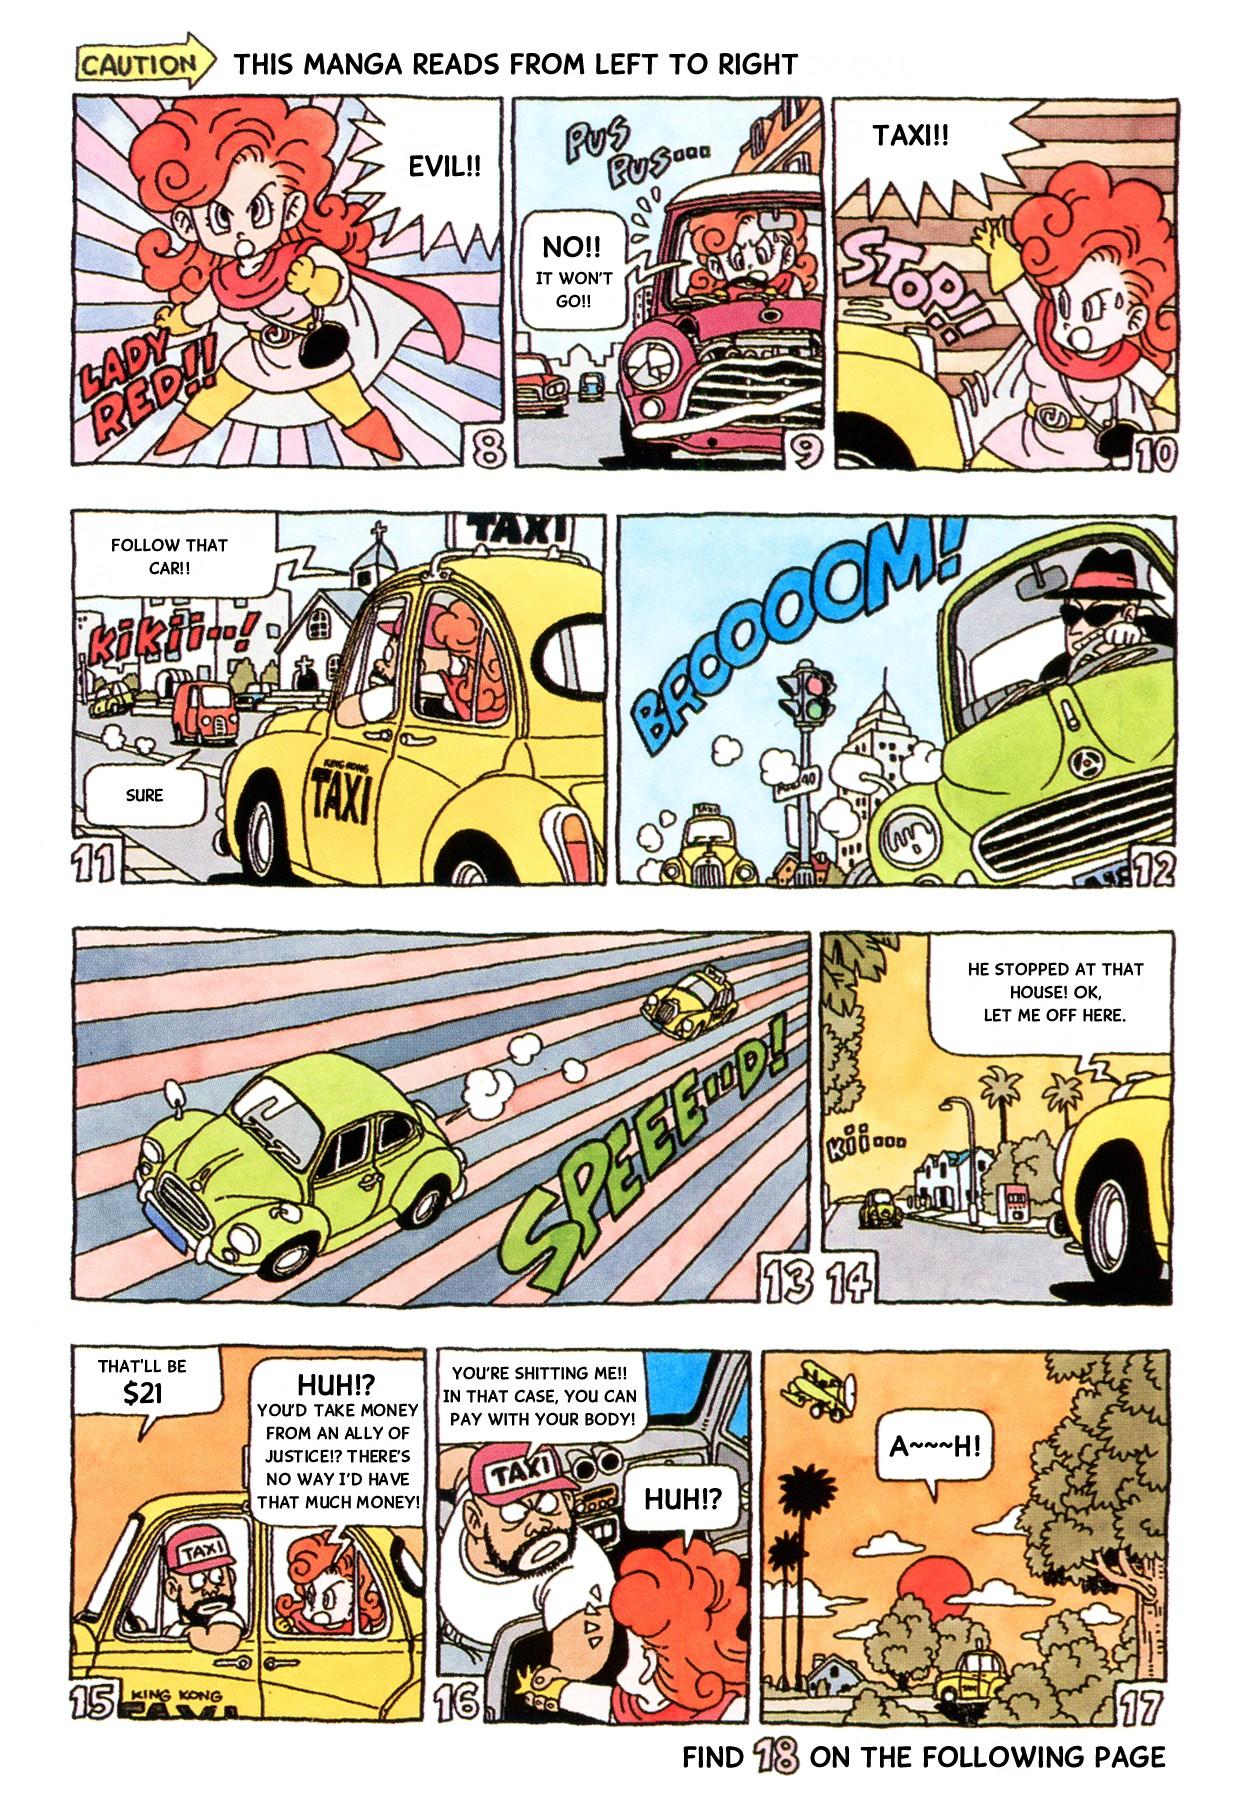 CAUTION THIS MANGA READS FROM LEFT TO RIGHT
EVIL!!
LADY
RED!!
8
PUS
PUS...
NO!!
IT WON'T
GO!!
9
TAXI!!
STOP!!
10
TAXI
FOLLOW THAT
CAR!!
KiKii--!
SURE
KING KONG
TAXI
11
BROOOOM!
TAXI
12
SPEEE--D!
13
HE STOPPED AT THAT
HOUSE! OK,
LET ME OFF HERE.
Kii---
14
THAT'LL BE
$21
HUH!?
YOU'D TAKE MONEY
FROM AN ALLY OF
JUSTICE!? THERE'S
NO WAY I'D HAVE
THAT MUCH MONEY!
TAXI
KING KONG
TAXI
15
YOU'RE SHITTING ME!!
IN THAT CASE, YOU CAN
PAY WITH YOUR BODY!
TAXI
HUH!?
16
A~~~H!
TAXI
17
FIND 18 ON THE FOLLOWING PAGE